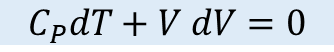 C_P dT + V dV = 0